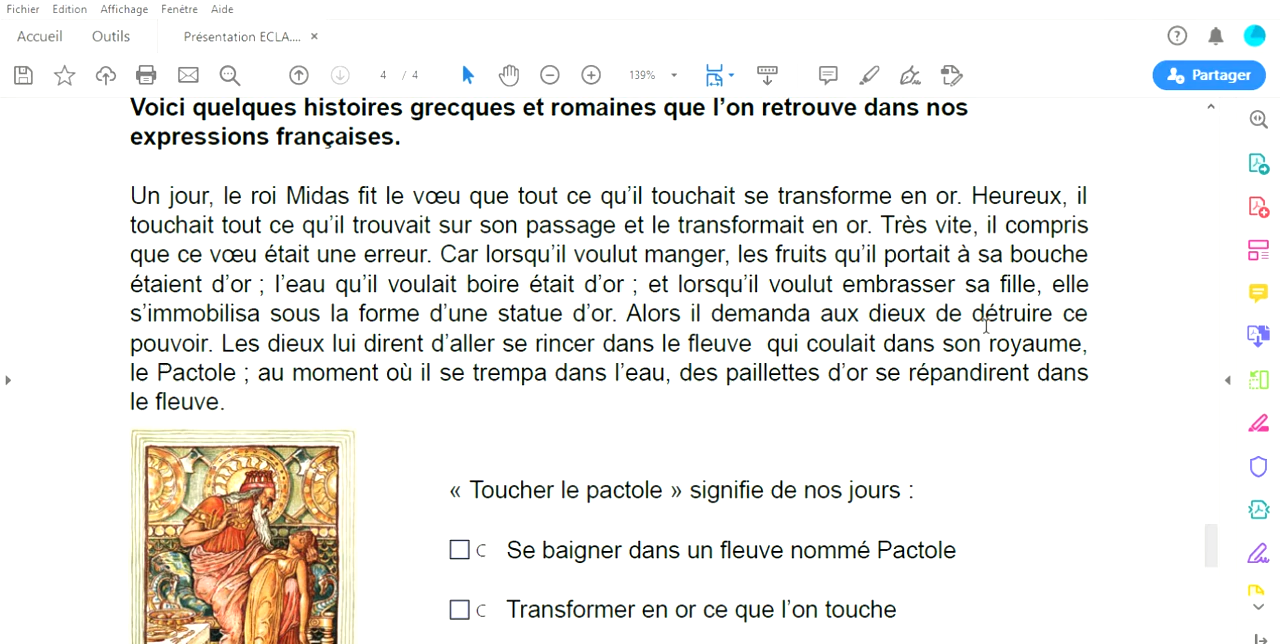 Fichier Edition Affichage Fenêtre Aide
Accueil Outils Présentation ECLA.... ×
4 / 4 139% Partager
Voici quelques histoires grecques et romaines que l’on retrouve dans nos
expressions françaises.
Un jour, le roi Midas fit le vœu que tout ce qu’il touchait se transforme en or. Heureux, il
touchait tout ce qu’il trouvait sur son passage et le transformait en or. Très vite, il compris
que ce vœu était une erreur. Car lorsqu’il voulut manger, les fruits qu’il portait à sa bouche
étaient d’or ; l’eau qu’il voulait boire était d’or ; et lorsqu’il voulut embrasser sa fille, elle
s’immobilisa sous la forme d’une statue d’or. Alors il demanda aux dieux de détruire ce
pouvoir. Les dieux lui dirent d’aller se rincer dans le fleuve qui coulait dans son royaume,
le Pactole ; au moment où il se trempa dans l’eau, des paillettes d’or se répandirent dans
le fleuve.
« Toucher le pactole » signifie de nos jours :
C Se baigner dans un fleuve nommé Pactole
C Transformer en or ce que l’on touche